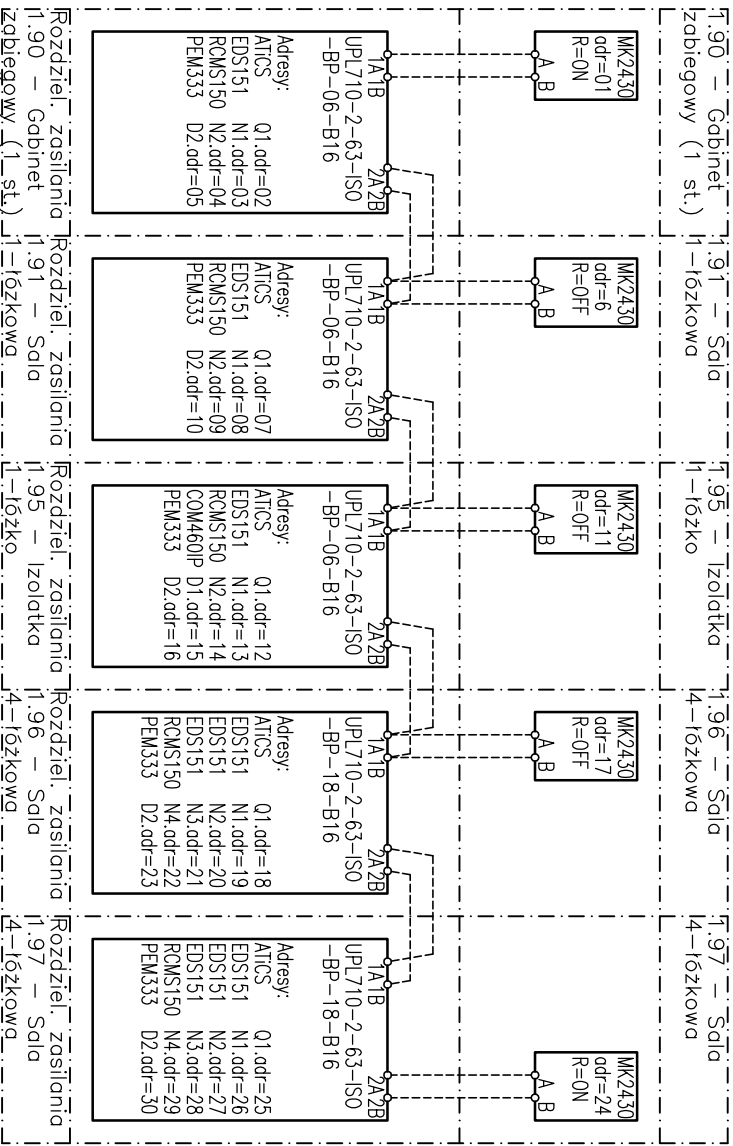 1.90 – Gabinet
zabiegowy (1 st.)
MK2430
adr=01
R=ON
A B
1A1B 2A2B
UPL710-2-63-ISO
-BP-06-B16
Adresy:
ATiCS Q1.adr=02
EDS151 N1.adr=03
RCMS150 N2.adr=04
PEM333 D2.adr=05
Rozdziel. zasilania
1.90 – Gabinet
zabiegowy (1 st.)
1.91 – Sala
1-łóżkowa
MK2430
adr=6
R=OFF
A B
1A1B 2A2B
UPL710-2-63-ISO
-BP-06-B16
Adresy:
ATiCS Q1.adr=07
EDS151 N1.adr=08
RCMS150 N2.adr=09
PEM333 D2.adr=10
Rozdziel. zasilania
1.91 – Sala
1-łóżkowa
1.95 – Izolatka
1-łóżko
MK2430
adr=11
R=OFF
A B
1A1B 2A2B
UPL710-2-63-ISO
-BP-06-B16
Adresy:
ATiCS Q1.adr=12
EDS151 N1.adr=13
RCMS150 N2.adr=14
COM460IP D1.adr=15
PEM333 D2.adr=16
Rozdziel. zasilania
1.95 – Izolatka
1-łóżko
1.96 – Sala
4-łóżkowa
MK2430
adr=17
R=OFF
A B
1A1B 2A2B
UPL710-2-63-ISO
-BP-18-B16
Adresy:
ATiCS Q1.adr=18
EDS151 N1.adr=19
EDS151 N2.adr=20
EDS151 N3.adr=21
RCMS150 N4.adr=22
PEM333 D2.adr=23
Rozdziel. zasilania
1.96 – Sala
4-łóżkowa
1.97 – Sala
4-łóżkowa
MK2430
adr=24
R=ON
A B
1A1B 2A2B
UPL710-2-63-ISO
-BP-18-B16
Adresy:
ATiCS Q1.adr=25
EDS151 N1.adr=26
EDS151 N2.adr=27
EDS151 N3.adr=28
RCMS150 N4.adr=29
PEM333 D2.adr=30
Rozdziel. zasilania
1.97 – Sala
4-łóżkowa